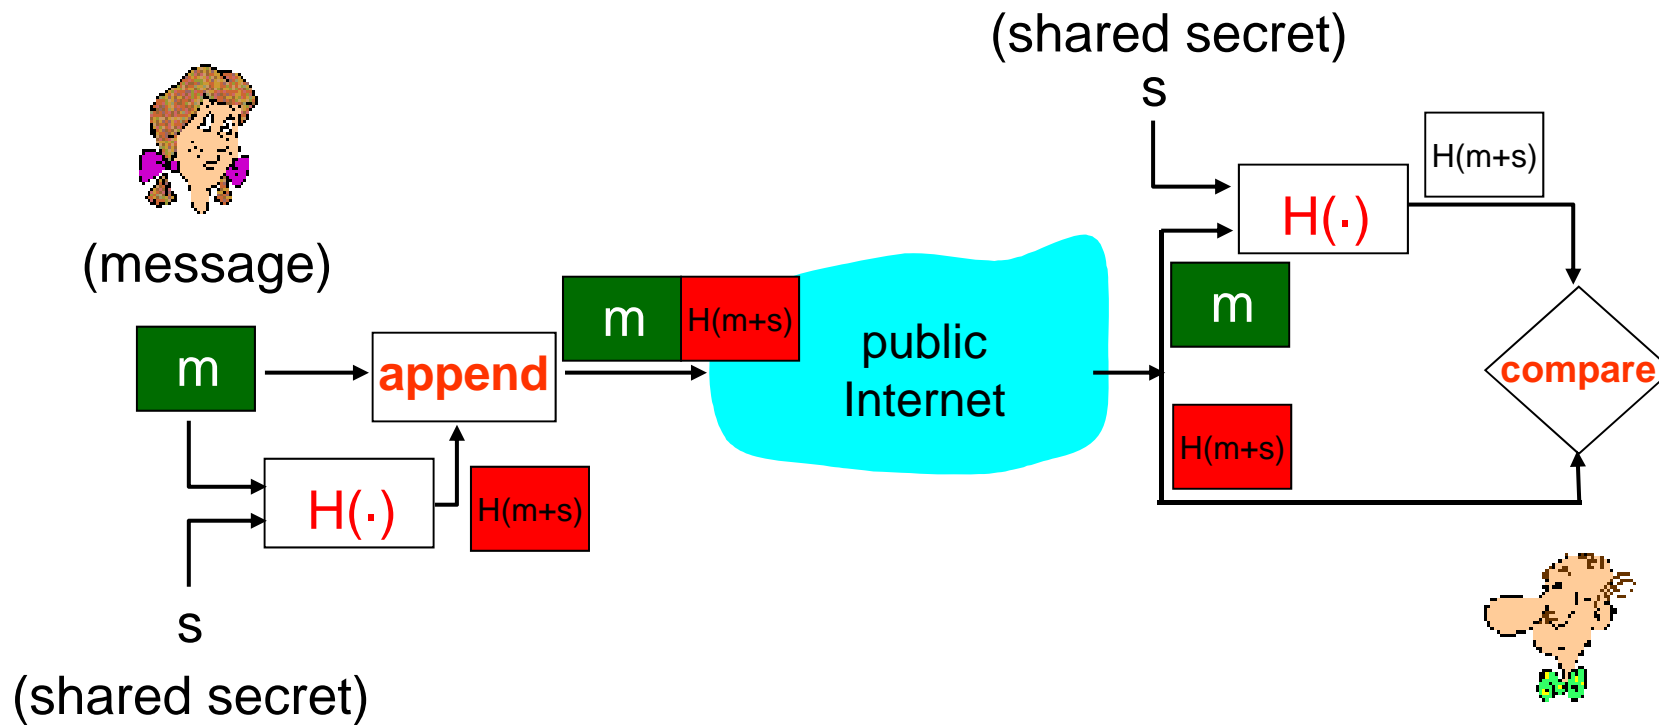 (shared secret)
s
H(m+s)
H(.)
(message)
m
H(m+s)
m
m
append
public
Internet
compare
H(m+s)
H(.)
H(m+s)
s
(shared secret)